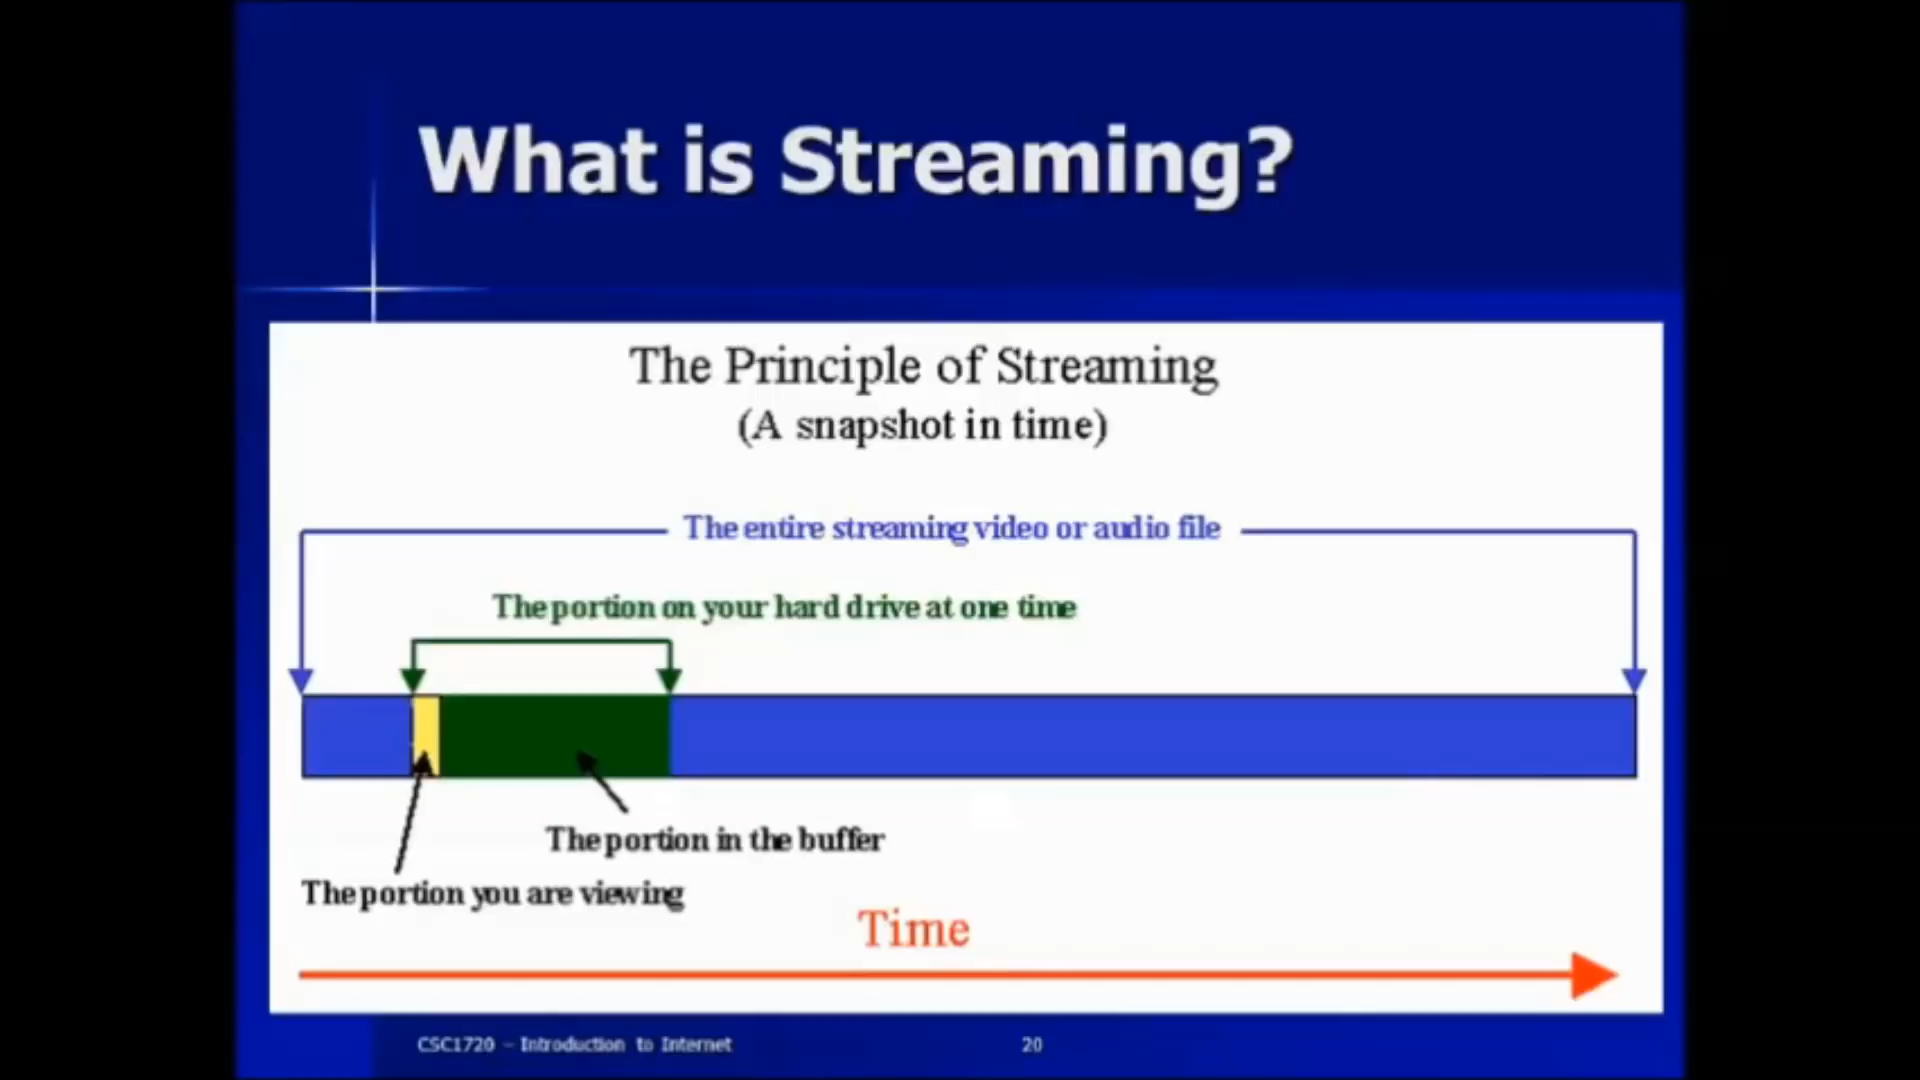 What is Streaming?
The Principle of Streaming
(A snapshot in time)
The entire streaming video or audio file
The portion on your hard drive at one time
The portion in the buffer
The portion you are viewing
Time
CSC1720 – Introduction to Internet
20